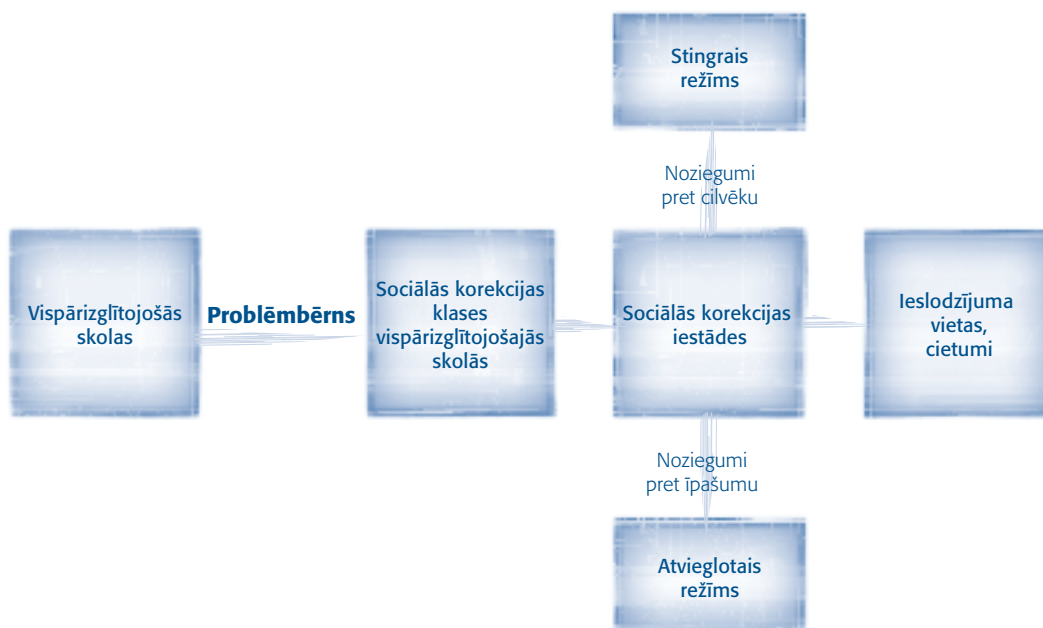 Stingrais
režīms
Noziegumi
pret cilvēku
Vispārizglītojošās
skolas
Problēmbērns
Sociālās korekcijas
klases
vispārizglītojošajās
skolās
Sociālās korekcijas
iestādes
Ieslodzījuma
vietas,
cietumi
Noziegumi
pret īpašumu
Atvieglotais
režīms